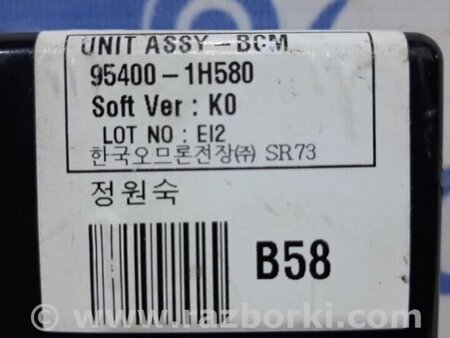 UNIT ASSY-BCM
95400-1H580
Soft Ver : K0
LOT NO : EI2
한국오므론전장㈜ SR73
정원숙
B58
www.razborki.com